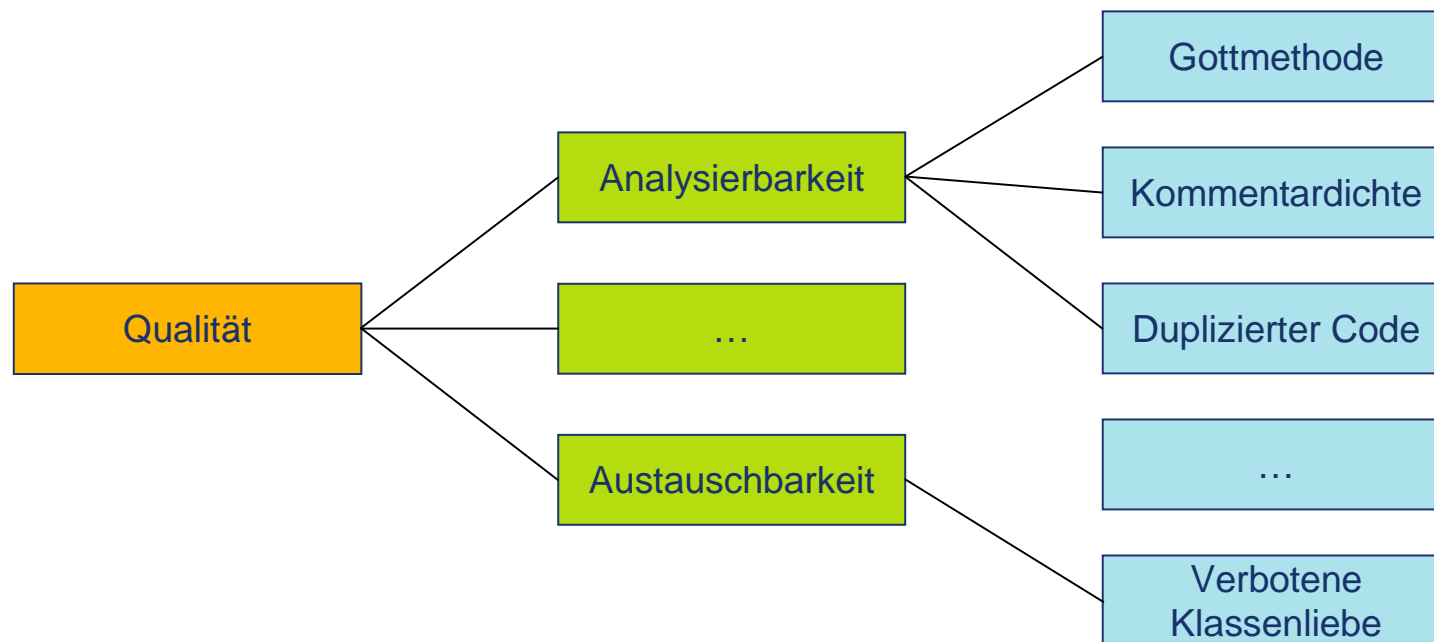 Qualität
Analysierbarkeit
…
Austauschbarkeit
Gottmethode
Kommentardichte
Duplizierter Code
…
Verbotene
Klassenliebe